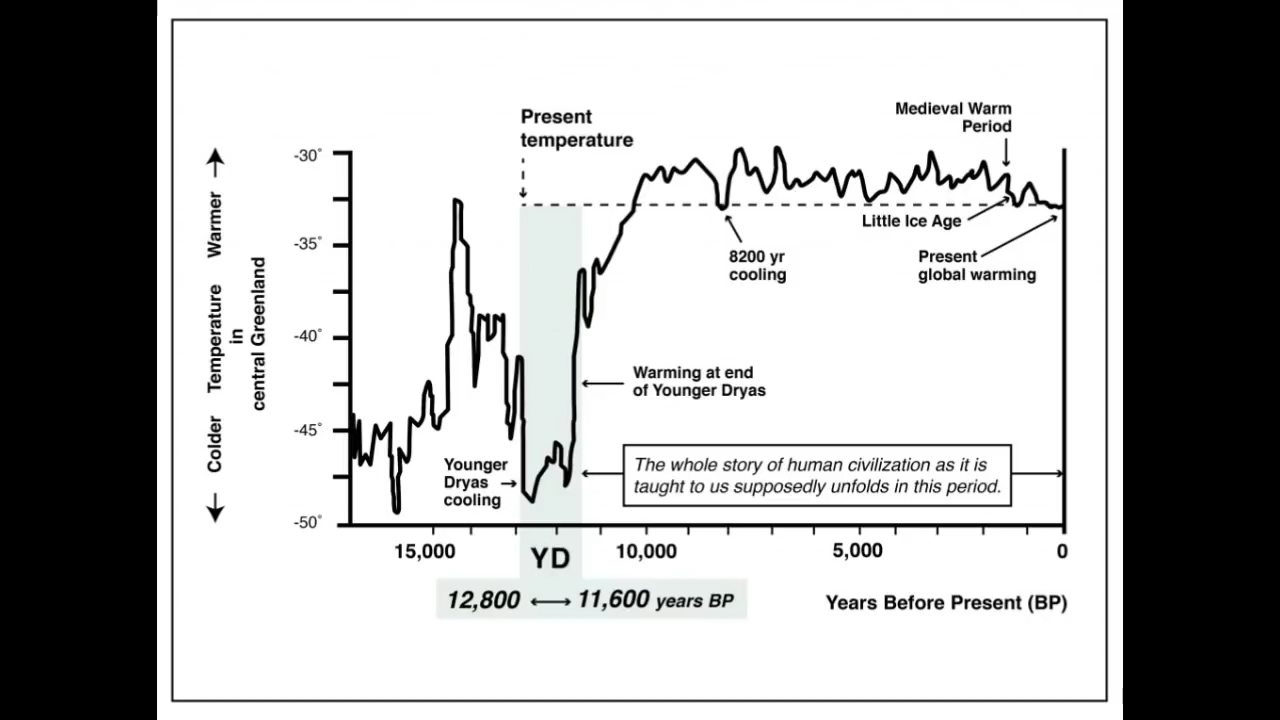 Medieval Warm
Period
Present
temperature
-30°
-35°
-40°
-45°
-50°
Colder Temperature Warmer
in
central Greenland
Little Ice Age
8200 yr
cooling
Present
global warming
Warming at end
of Younger Dryas
Younger
Dryas
cooling
The whole story of human civilization as it is
taught to us supposedly unfolds in this period.
15,000
YD
10,000
5,000
0
12,800
11,600 years BP
Years Before Present (BP)